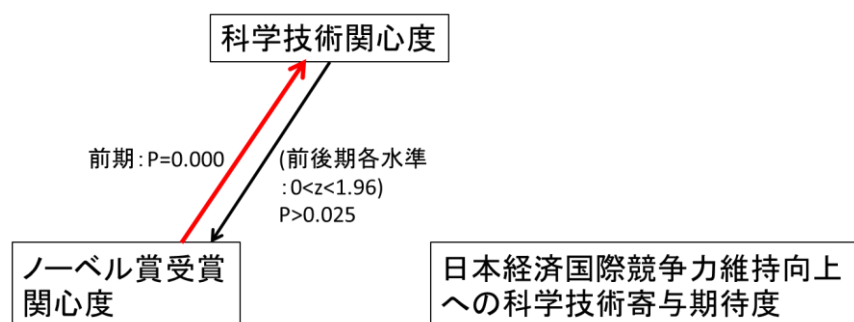 科学技術関心度
前期:P=0.000
(前後期各水準
:0<z<1.96)
P>0.025
ノーベル賞受賞
関心度
日本経済国際競争力維持向上
への科学技術寄与期待度